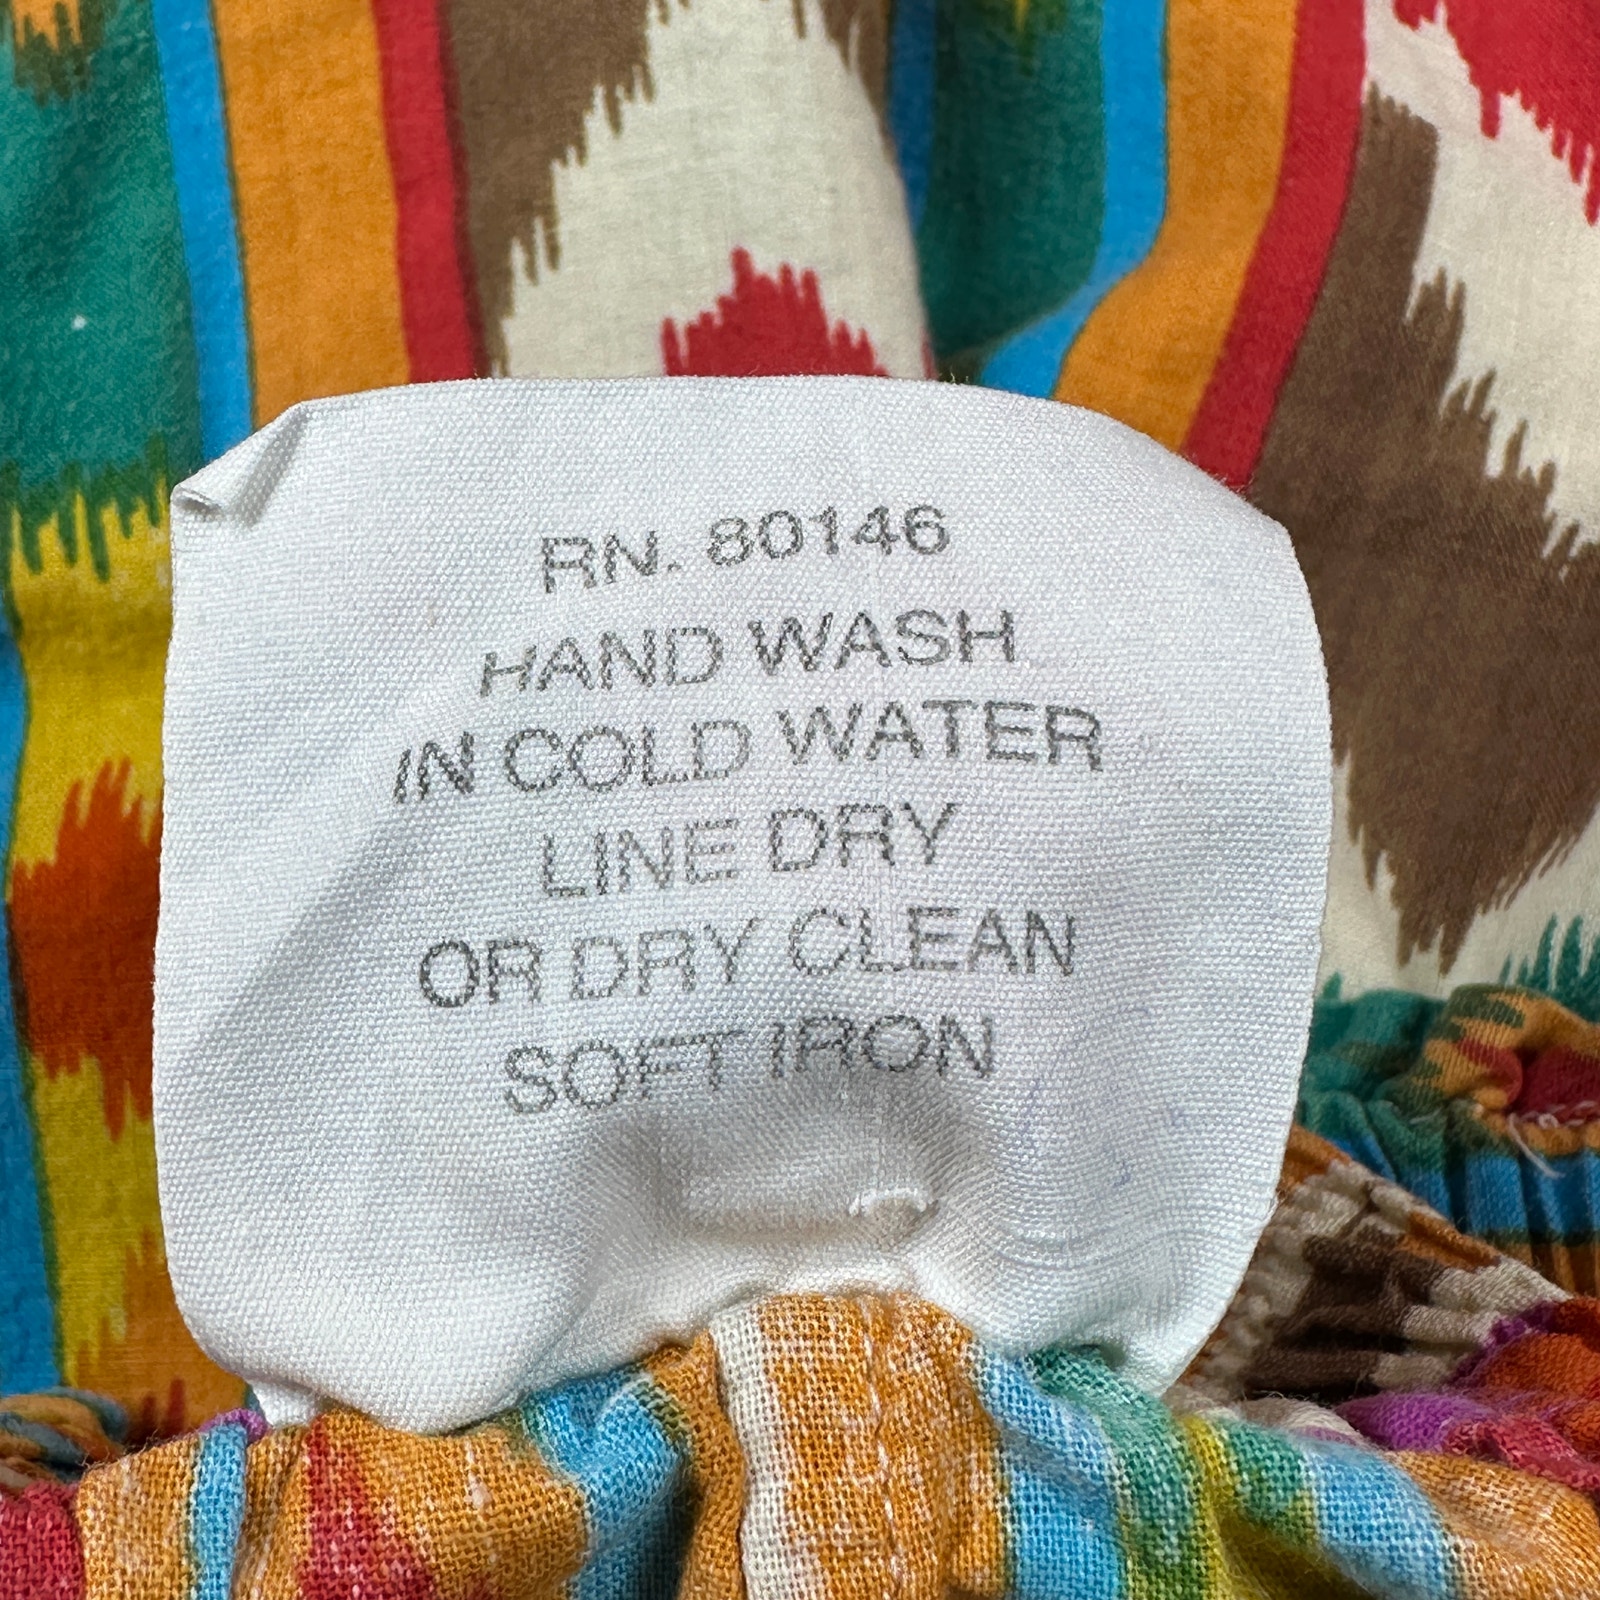 RN. 80146
HAND WASH
IN COLD WATER
LINE DRY
OR DRY CLEAN
SOFT IRON